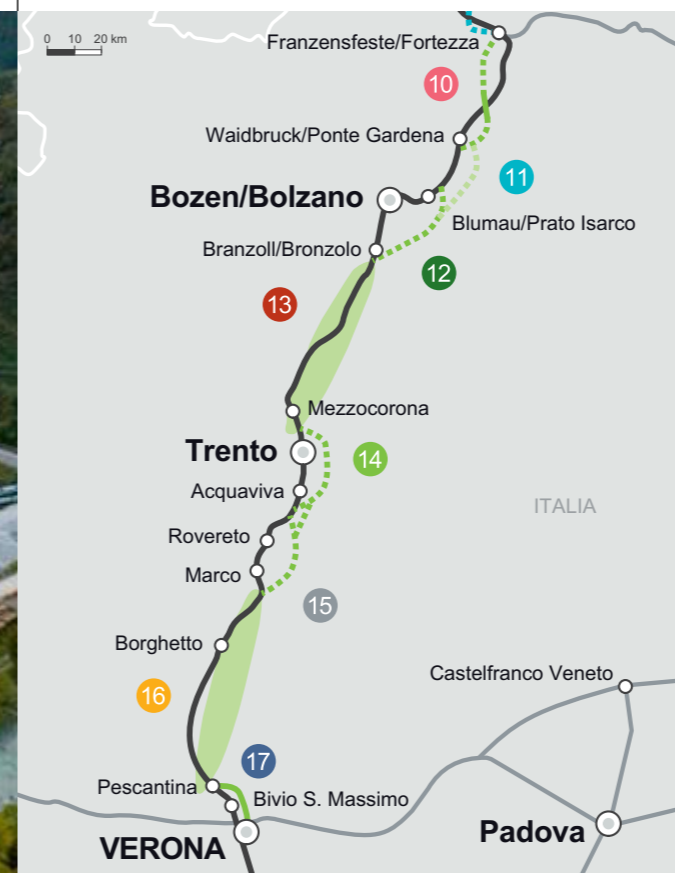 0 10 20 km
Franzensfeste/Fortezza
10
Waidbruck/Ponte Gardena
11
Bozen/Bolzano
Blumau/Prato Isarco
Branzoll/Bronzolo
12
13
Mezzocorona
Trento
14
Acquaviva
ITALIA
Rovereto
Marco
15
Borghetto
Castelfranco Veneto
16
17
Pescantina
Bivio S. Massimo
Padova
VERONA